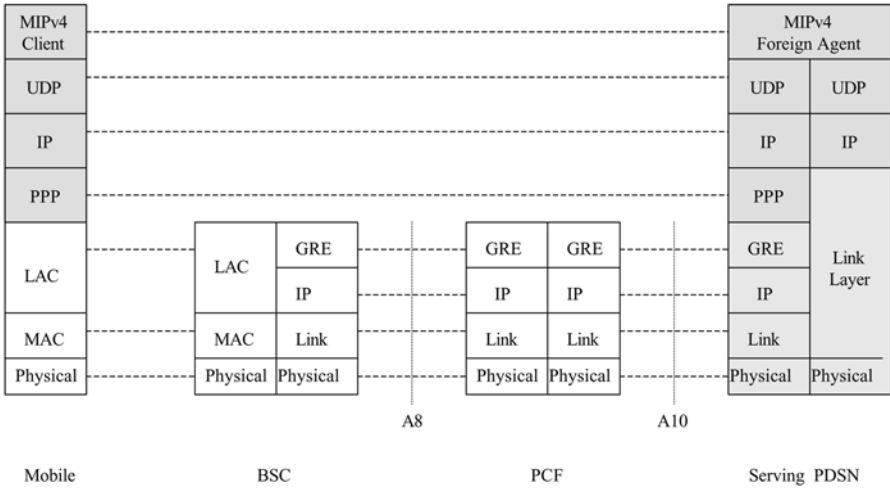 MIPv4 Client
MIPv4 Foreign Agent
UDP UDP UDP
IP IP IP
PPP PPP
LAC LAC GRE GRE GRE GRE Link Layer
IP IP IP IP
MAC MAC Link Link Link Link
Physical Physical Physical Physical Physical Physical Physical
A8 A10
Mobile BSC PCF Serving PDSN